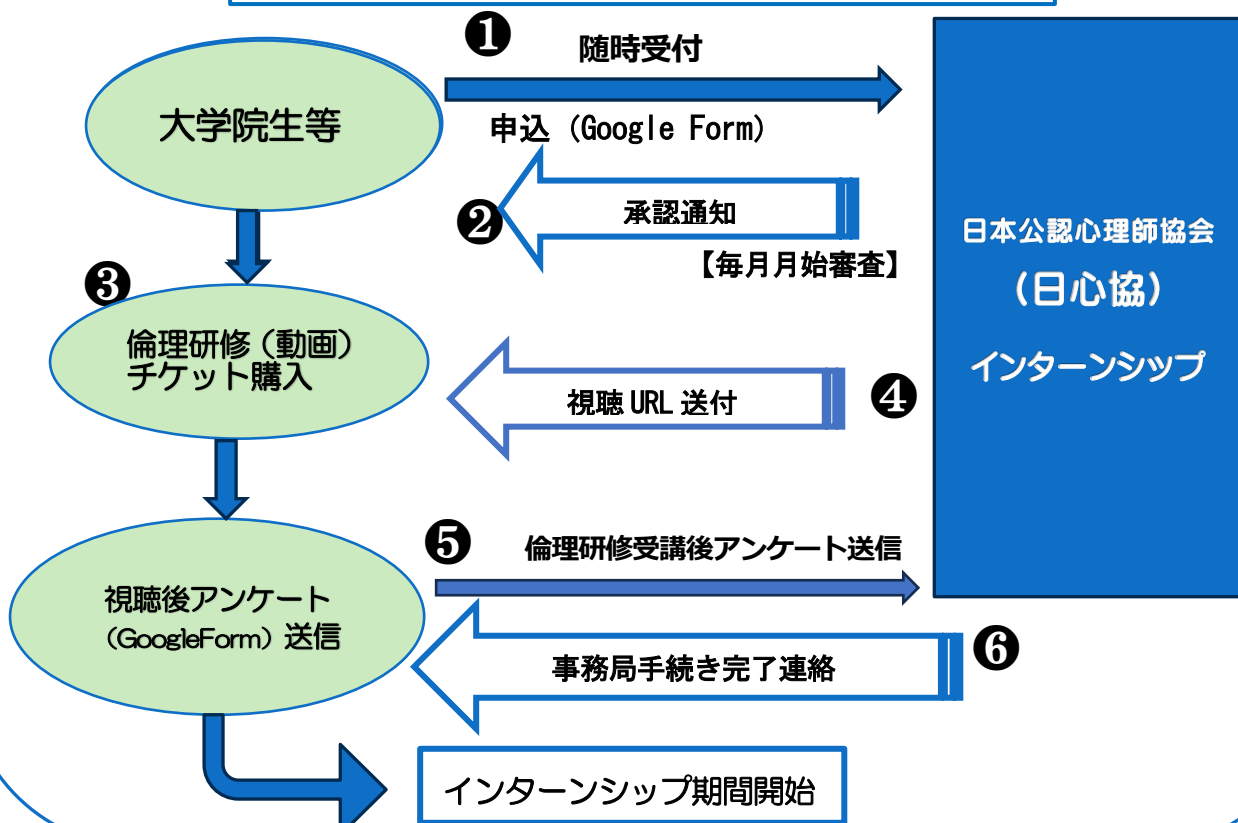 ❶
随時受付
大学院生等
申込（Google Form）
❷
承認通知
【毎月月始審査】
日本公認心理師協会
（日心協）
インターンシップ
❸
倫理研修（動画）
チケット購入
視聴 URL 送付
❹
❺
倫理研修受講後アンケート送信
視聴後アンケート
（GoogleForm）送信
事務局手続き完了連絡
❻
インターンシップ期間開始